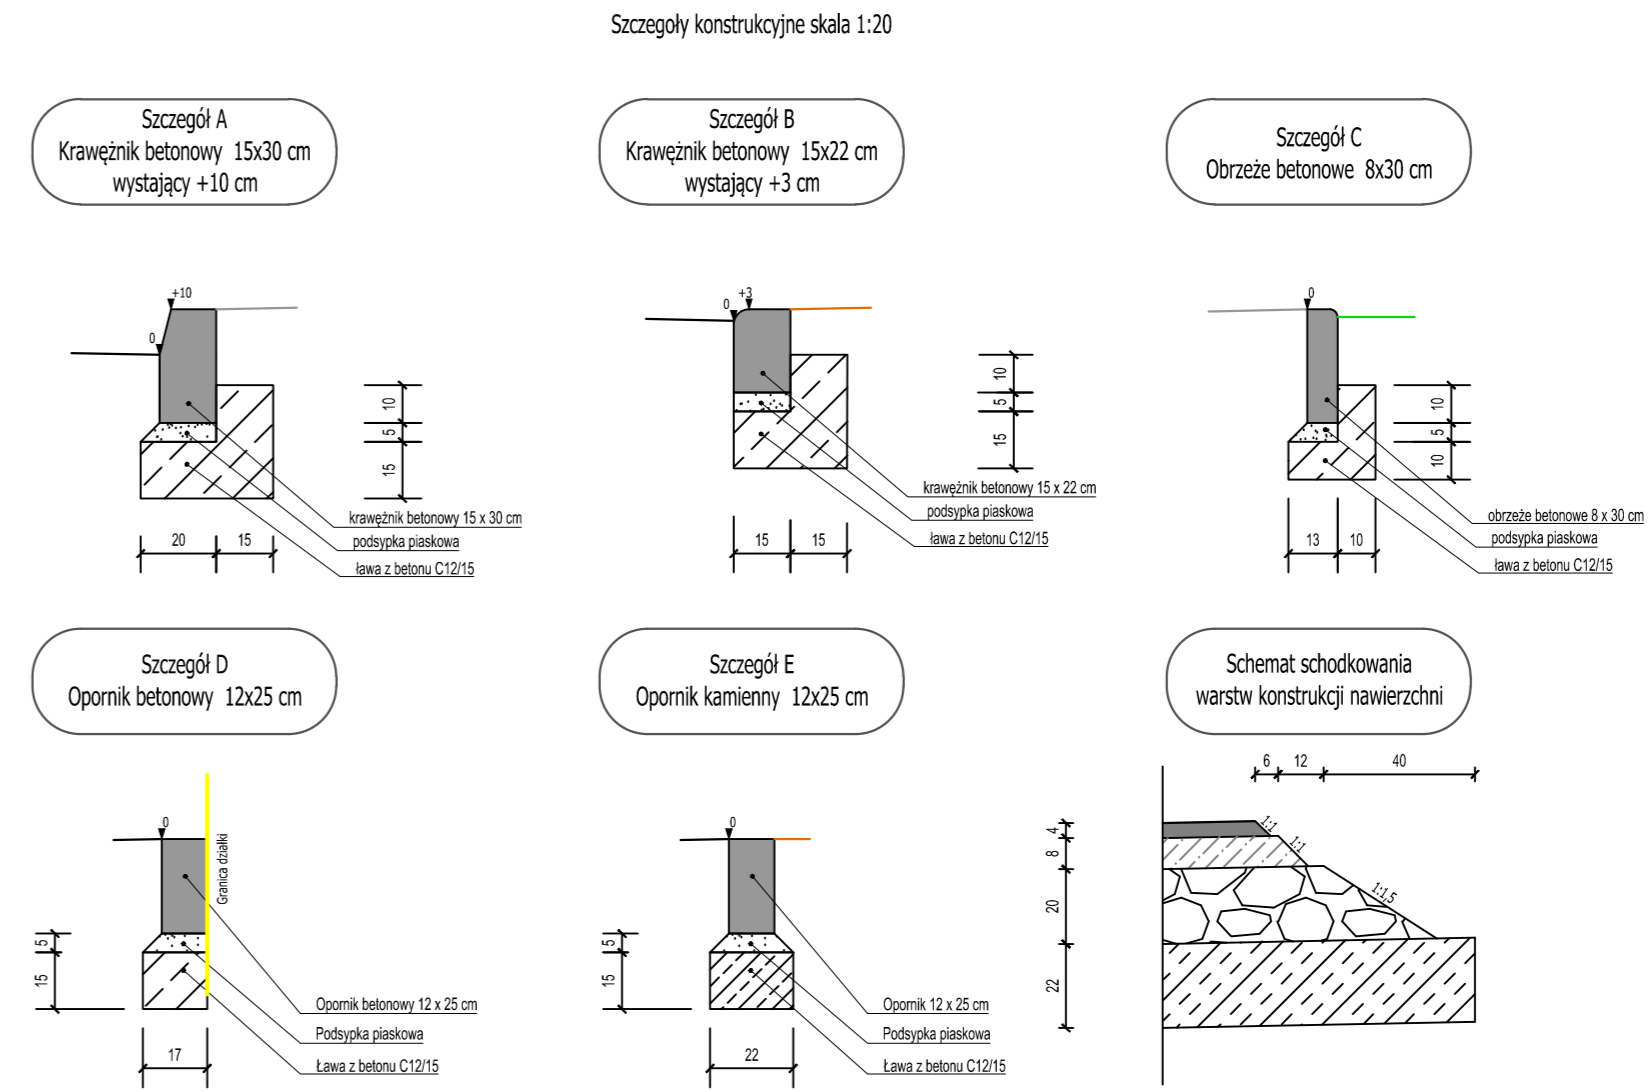 Szczegoły konstrukcyjne skala 1:20
Szczegół A
Krawężnik betonowy 15x30 cm
wystający +10 cm
Szczegół B
Krawężnik betonowy 15x22 cm
wystający +3 cm
Szczegół C
Obrzeże betonowe 8x30 cm
+10
0
10
5
15
krawężnik betonowy 15 x 30 cm
podsypka piaskowa
ława z betonu C12/15
20
15
0
+3
10
5
15
krawężnik betonowy 15 x 22 cm
podsypka piaskowa
ława z betonu C12/15
15
15
0
10
5
10
obrzeże betonowe 8 x 30 cm
podsypka piaskowa
ława z betonu C12/15
13
10
Szczegół D
Opornik betonowy 12x25 cm
Szczegół E
Opornik kamienny 12x25 cm
Schemat schodkowania
warstw konstrukcji nawierzchni
0
Granica działki
5
15
Opornik betonowy 12 x 25 cm
Podsypka piaskowa
Ława z betonu C12/15
17
0
5
15
Opornik 12 x 25 cm
Podsypka piaskowa
Ława z betonu C12/15
22
6
12
40
4
8
20
22
1:1
1:1
1:1,5